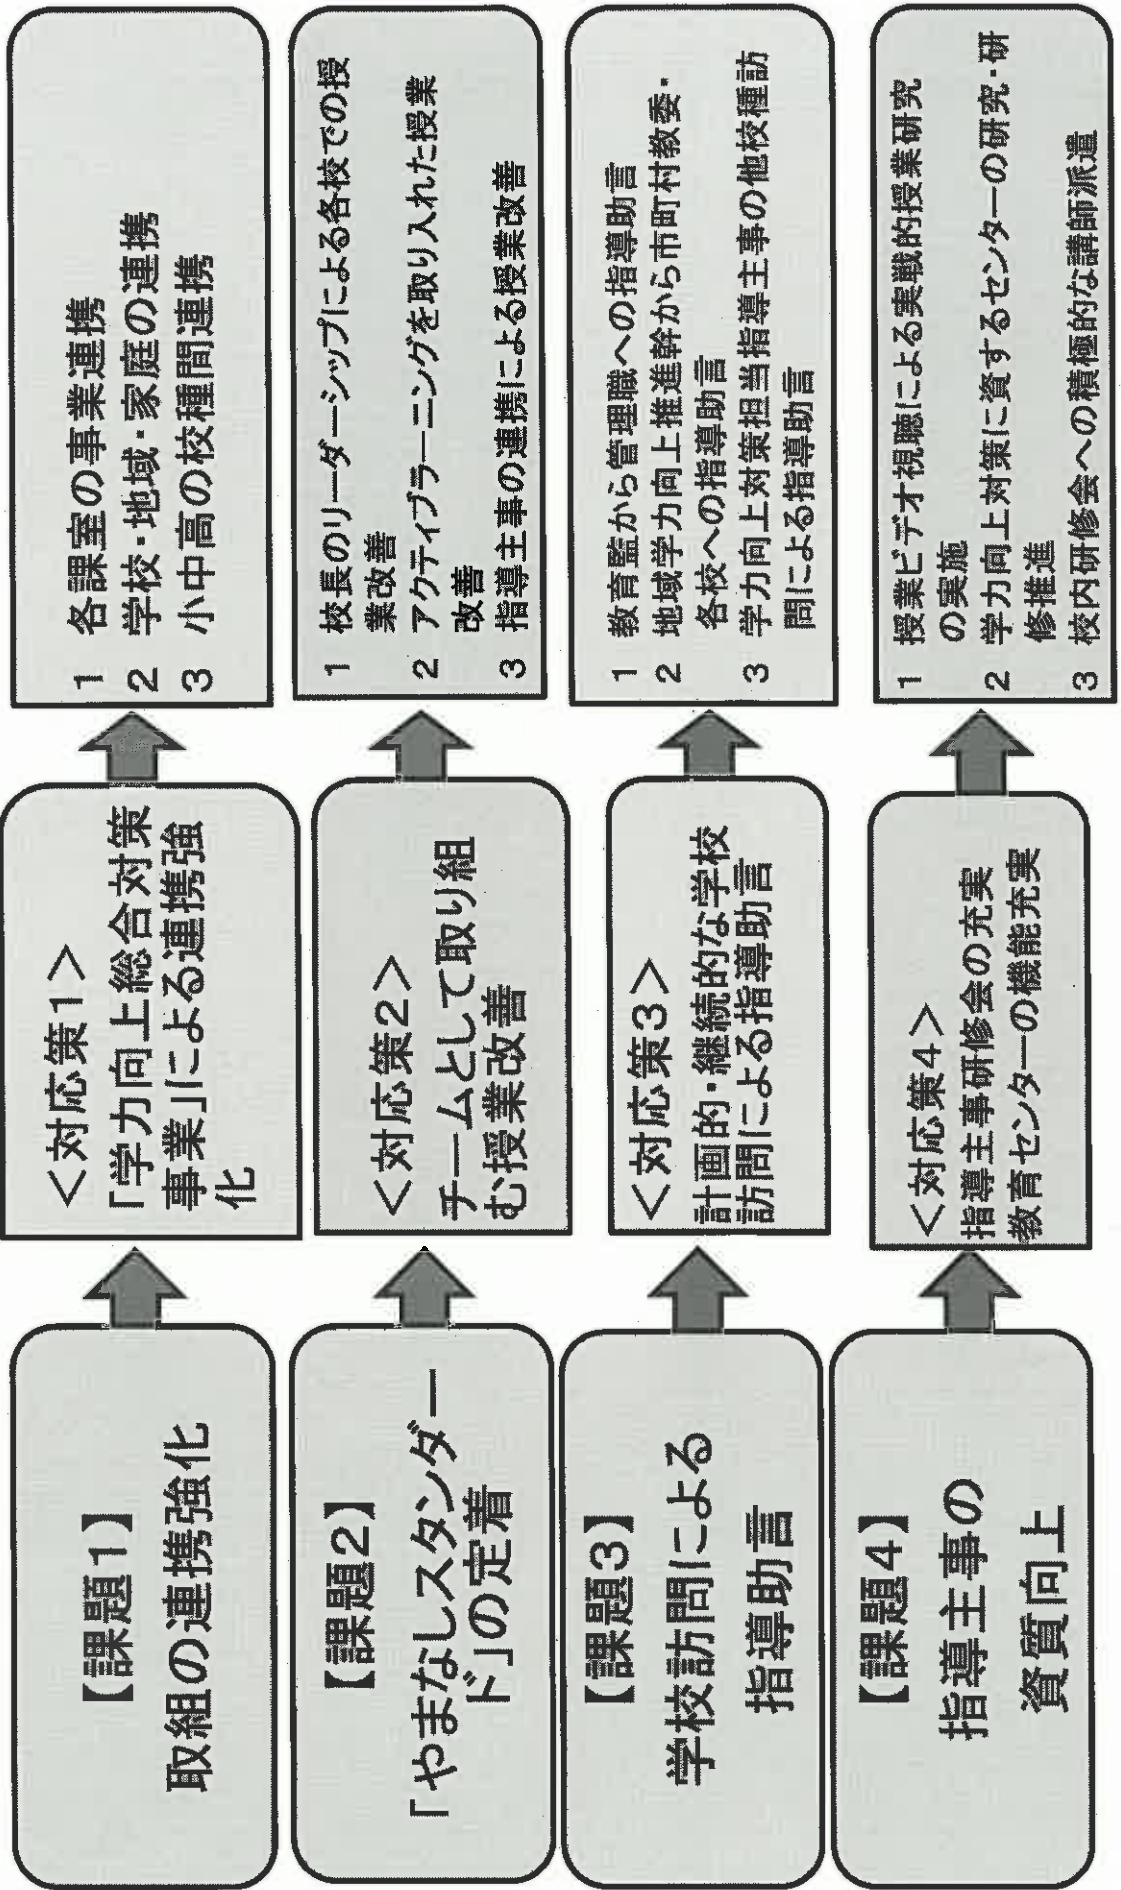 【課題1】
取組の連携強化
<対応策1>
「学力向上総合対策
事業」による連携強
化
1 各課室の事業連携
2 学校・地域・家庭の連携
3 小中高の校種間連携
【課題2】
「やまなしスタンダー
ド」の定着
<対応策2>
チームとして取り組
む授業改善
1 校長のリーダーシップによる各校での授
業改善
2 アクティブラーニングを取り入れた授業
改善
3 指導主事の連携による授業改善
【課題3】
学校訪問による
指導助言
<対応策3>
計画的・継続的な学校
訪問による指導助言
1 教育監から管理職への指導助言
2 地域学力向上推進幹から市町村教委・
各校への指導助言
3 学力向上対策担当指導主事の他校種訪
問による指導助言
【課題4】
指導主事の
資質向上
<対応策4>
指導主事研修会の充実
教育センターの機能充実
1 授業ビデオ視聴による実戦的授業研究
の実施
2 学力向上対策に資するセンターの研究・研
修推進
3 校内研修会への積極的な講師派遣